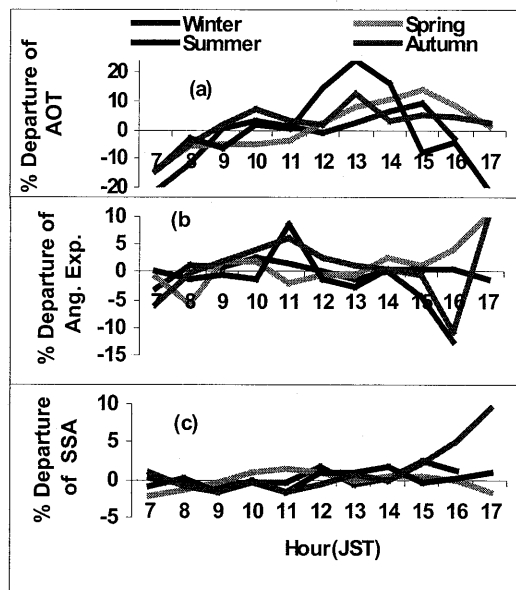 Winter Spring
Summer Autumn
% Departure of
AOT
20
10
0
-10
-20
(a)
7 8 9 10 11 12 13 14 15 16 17
% Departure of
Ang. Exp.
10
5
0
-5
-10
-15
(b)
7 8 9 10 11 12 13 14 15 16 17
% Departure
of SSA
10
5
0
-5
(c)
7 8 9 10 11 12 13 14 15 16 17
Hour(JST)